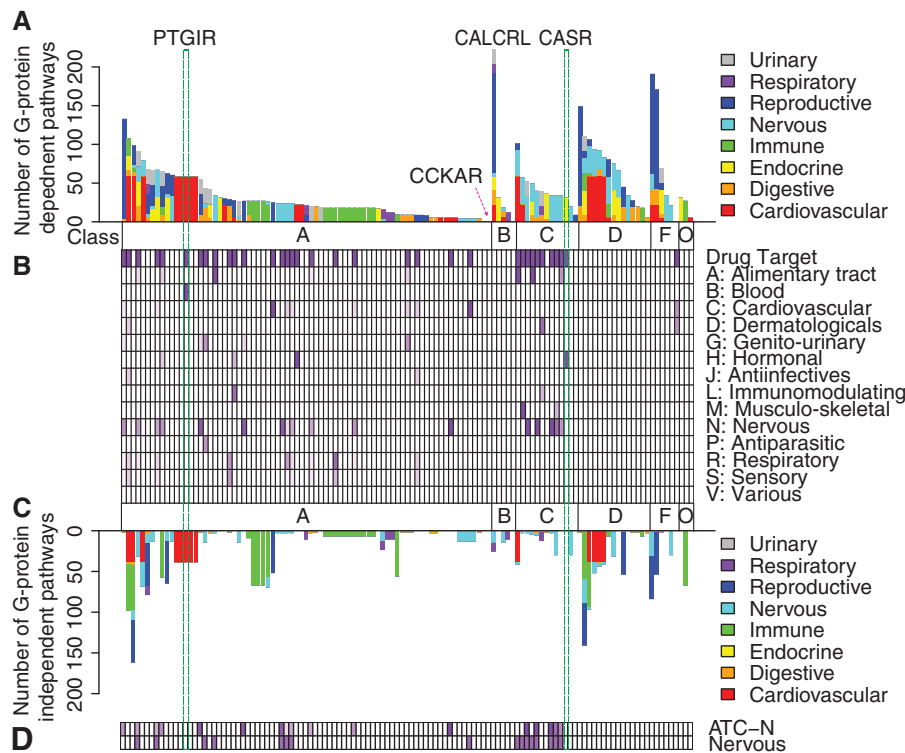 A
PTGIR
CALCRL CASR
Number of G-protein
depednent pathways
0 50 100 150 200
CCKAR
Urinary
Respiratory
Reproductive
Nervous
Immune
Endocrine
Digestive
Cardiovascular
Class
A B C D F O
B
Drug Target
A: Alimentary tract
B: Blood
C: Cardiovascular
D: Dermatologicals
G: Genito-urinary
H: Hormonal
J: Antiinfectives
L: Immunomodulating
M: Musculo-skeletal
N: Nervous
P: Antiparasitic
R: Respiratory
S: Sensory
V: Various
C
A B C D F O
Number of G-protein
independent pathways
0 50 100 150 200
Urinary
Respiratory
Reproductive
Nervous
Immune
Endocrine
Digestive
Cardiovascular
D
ATC-N
Nervous